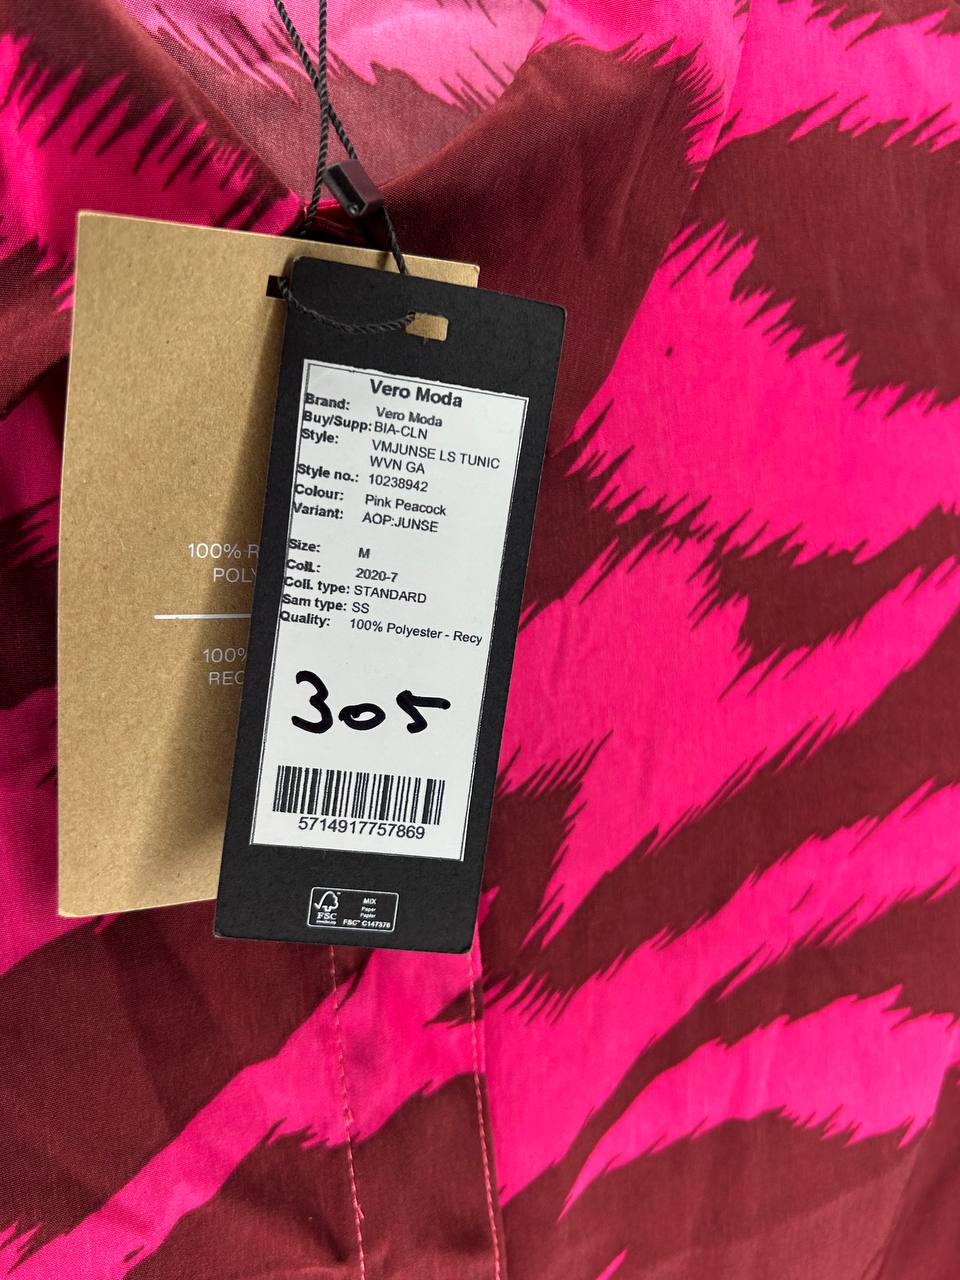 100% R
POLY
100%
REC
Vero Moda
Brand: Vero Moda
Buy/Supp: BIA-CLN
Style: VMJUNSE LS TUNIC
WVN GA
Style no.: 10238942
Colour: Pink Peacock
Variant: AOP:JUNSE
Size: M
Coll.: 2020-7
Coll. type: STANDARD
Sam type: SS
Quality: 100% Polyester - Recy
305
5714917757869
FSC
MIX
Paper
Papier
FSC® C147376